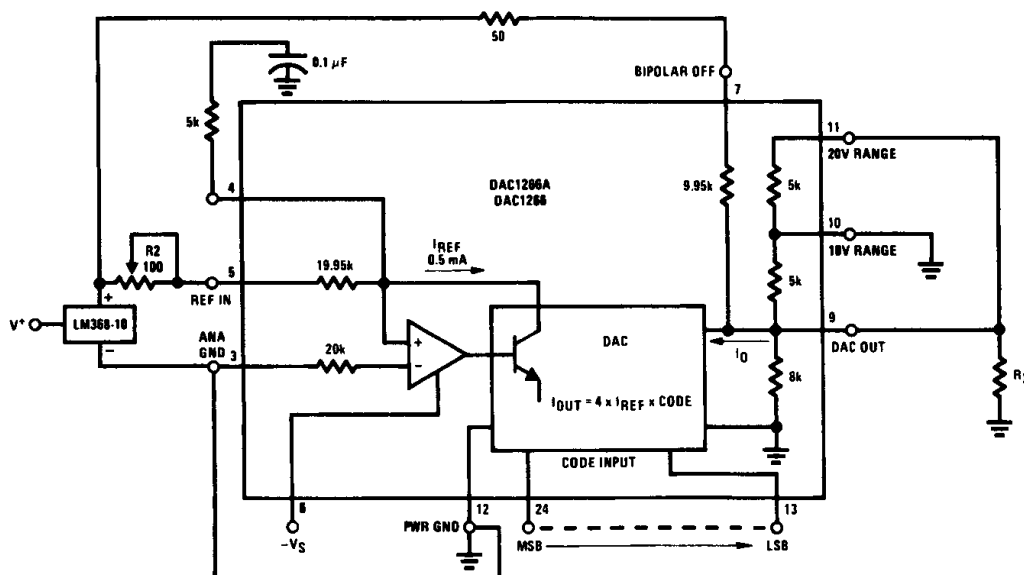 50
0.1 µF
BIPOLAR OFF
7
5k
11
20V RANGE
4
DAC1266A
DAC1266
9.95k
5k
10
10V RANGE
R2
100
IREF
0.5 mA
5
19.95k
REF IN
5k
+
LM368-10
V+
−
ANA
GND
3
20k
+
−
DAC
IO
9
DAC OUT
8k
IOUT = 4 x IREF x CODE
CODE INPUT
6
12
24
13
−VS
PWR GND
MSB
LSB